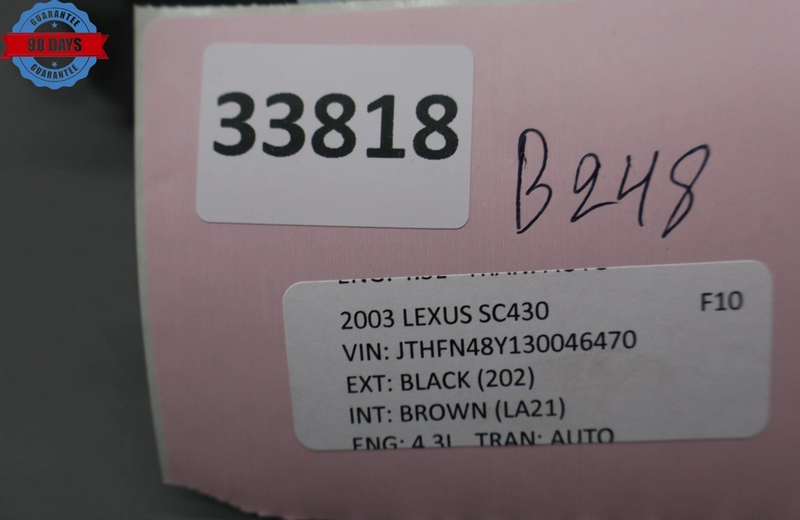 GUARANTEE
90 DAYS
GUARANTEE
33818
B248
2003 LEXUS SC430 F10
VIN: JTHFN48Y130046470
EXT: BLACK (202)
INT: BROWN (LA21)
ENG: 4.3L TRAN: AUTO